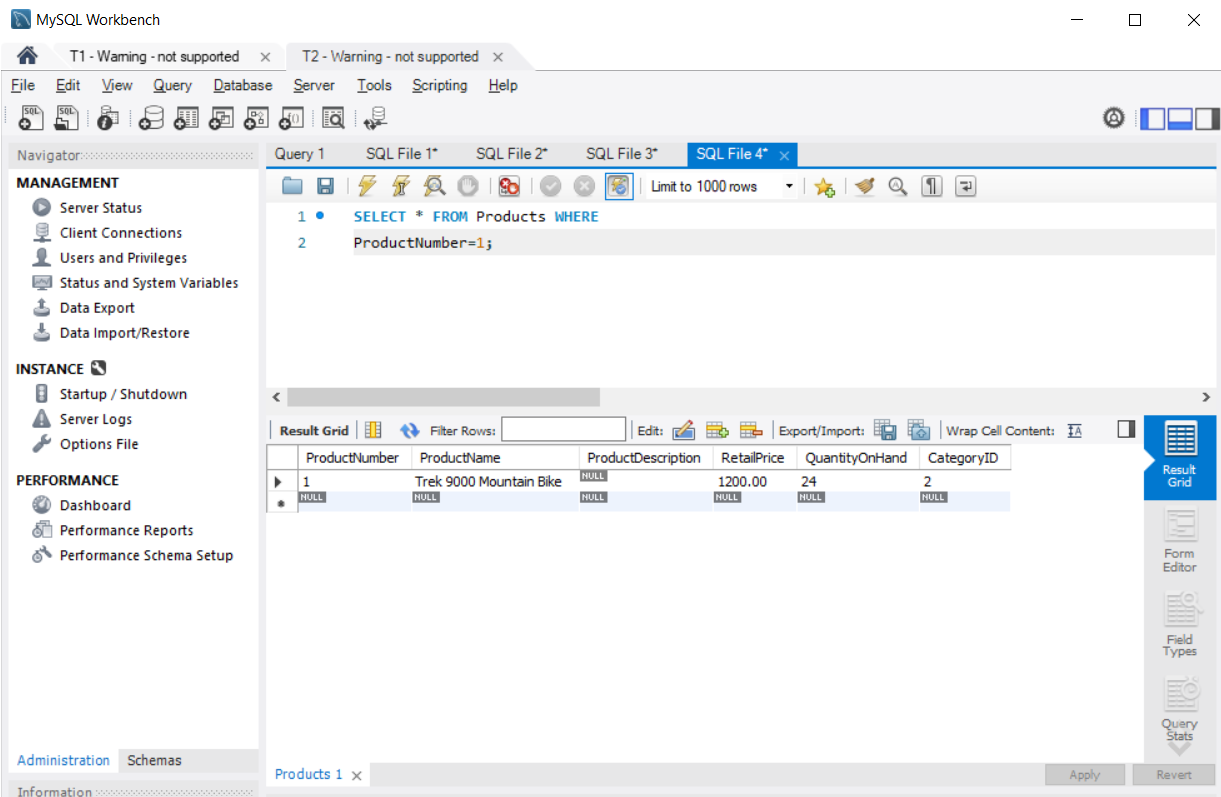 MySQL Workbench
T1 - Warning - not supported
T2 - Warning - not supported
File Edit View Query Database Server Tools Scripting Help
Navigator
MANAGEMENT
Server Status
Client Connections
Users and Privileges
Status and System Variables
Data Export
Data Import/Restore
INSTANCE
Startup / Shutdown
Server Logs
Options File
PERFORMANCE
Dashboard
Performance Reports
Performance Schema Setup
Administration Schemas
Information
Query 1 SQL File 1* SQL File 2* SQL File 3* SQL File 4*
Limit to 1000 rows
1 SELECT * FROM Products WHERE
2 ProductNumber=1;
Result Grid Filter Rows: Edit: Export/Import: Wrap Cell Content: IA
ProductNumber ProductName ProductDescription RetailPrice QuantityOnHand CategoryID
1 Trek 9000 Mountain Bike NULL 1200.00 24 2
NULL NULL NULL NULL NULL NULL
Result
Grid
Form
Editor
Field
Types
Query
Stats
Products 1
Apply Revert